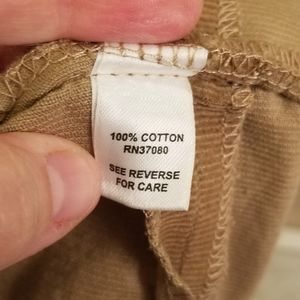 100% COTTON
RN37080
SEE REVERSE
FOR CARE